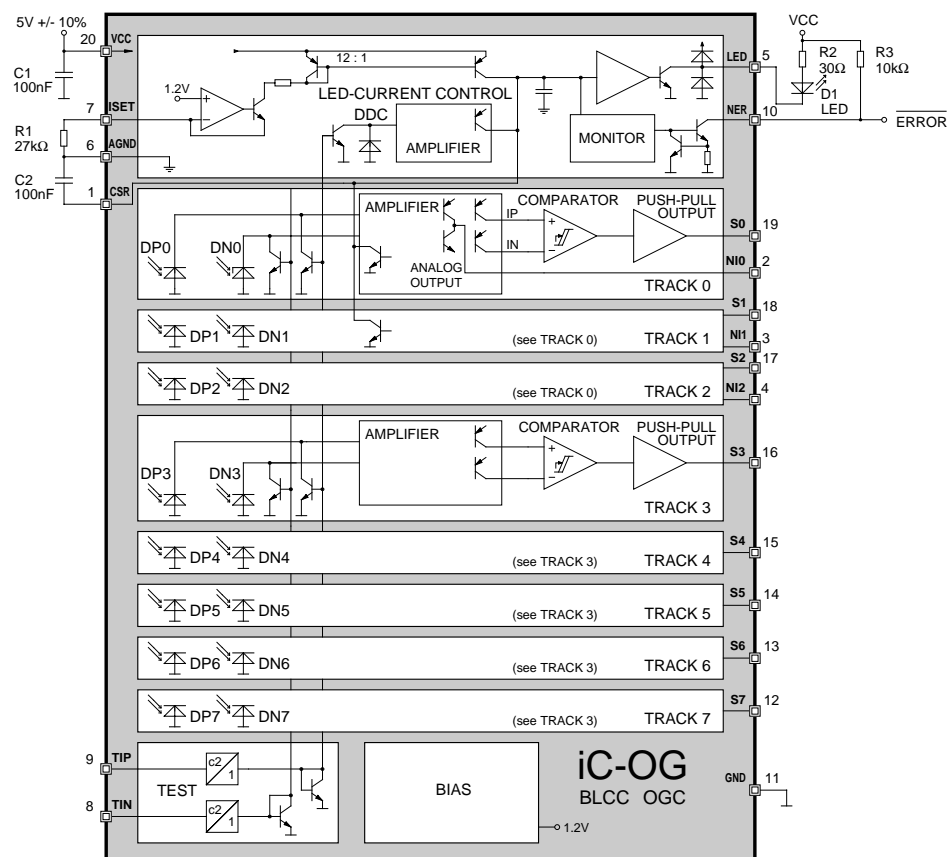 5V +/- 10%
20 VCC
C1
100nF
7 ISET
R1
27kΩ
6 AGND
C2
100nF
1 CSR
12 : 1
1.2V
LED-CURRENT CONTROL
DDC
AMPLIFIER
MONITOR
LED 5
NER 10
VCC
R2
30Ω
R3
10kΩ
D1
LED
ERROR
DP0 DN0
AMPLIFIER
IP
IN
ANALOG
OUTPUT
COMPARATOR
+
−
PUSH-PULL
OUTPUT
TRACK 0
S0 19
NI0 2
DP1 DN1 (see TRACK 0) TRACK 1
S1 18
NI1 3
DP2 DN2 (see TRACK 0) TRACK 2
S2 17
NI2 4
DP3 DN3
AMPLIFIER
COMPARATOR
+
−
PUSH-PULL
OUTPUT
TRACK 3
S3 16
DP4 DN4 (see TRACK 3) TRACK 4
S4 15
DP5 DN5 (see TRACK 3) TRACK 5
S5 14
DP6 DN6 (see TRACK 3) TRACK 6
S6 13
DP7 DN7 (see TRACK 3) TRACK 7
S7 12
9 TIP
c2
1
TEST
8 TIN
c2
1
BIAS
1.2V
iC-OG
BLCC OGC
GND 11